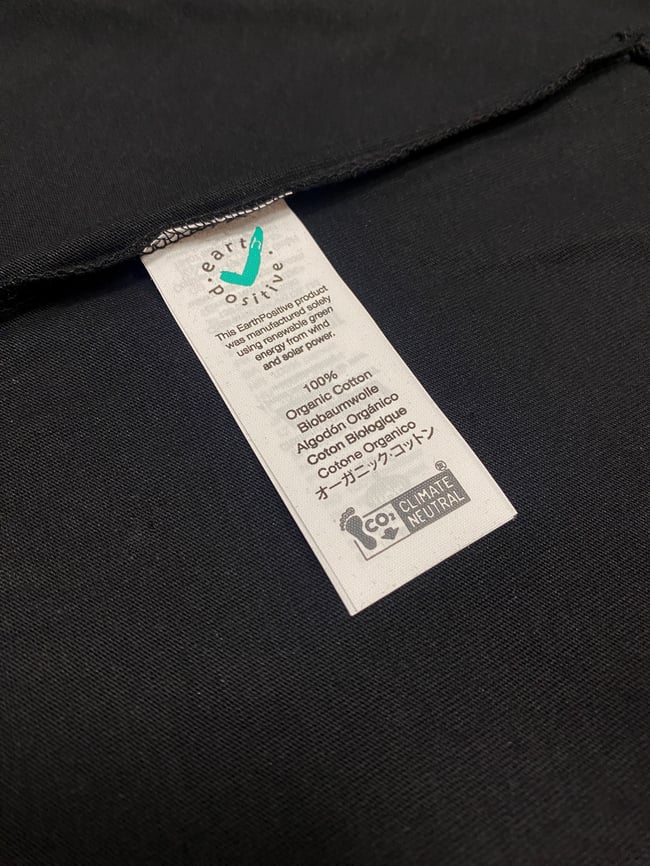 earth
positive
This EarthPositive product
was manufactured solely
using renewable green
energy from wind
and solar power.
100%
Organic Cotton
Biobaumwolle
Algodón Orgánico
Coton Biologique
Cotone Organico
オーガニック·コットン
CO₂
CLIMATE
NEUTRAL